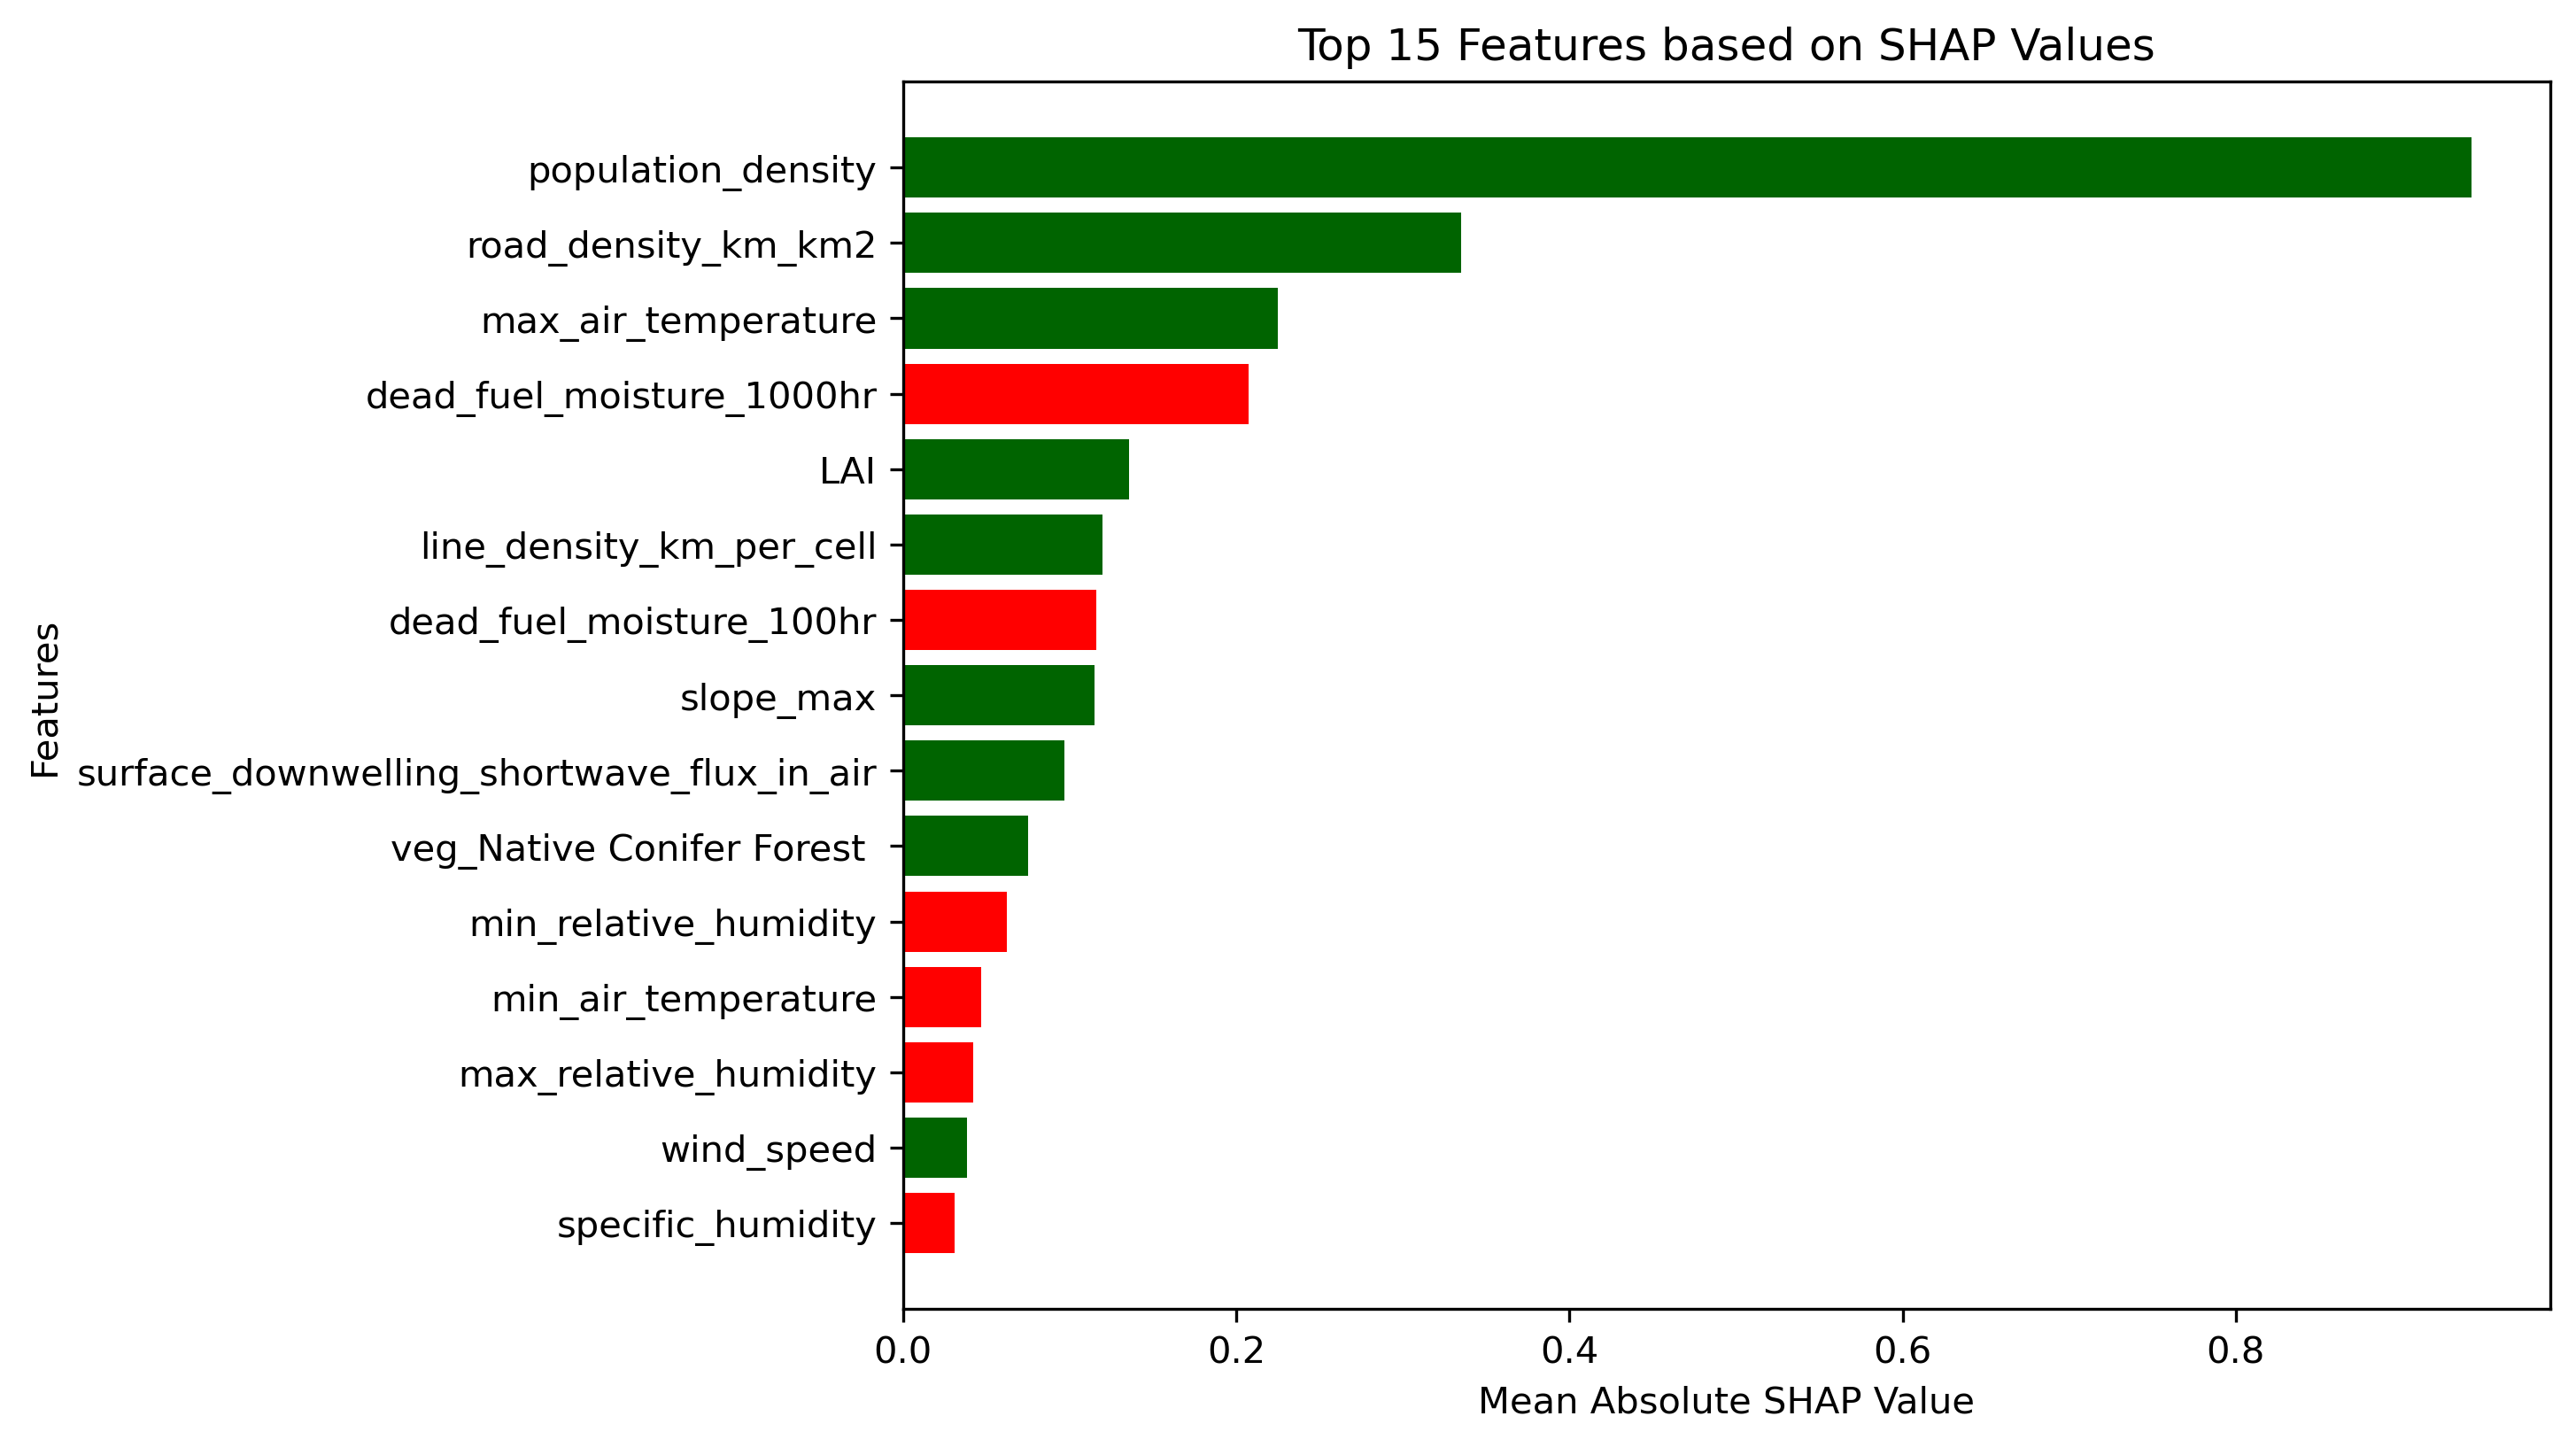 Top 15 Features based on SHAP Values
Features
population_density
road_density_km_km2
max_air_temperature
dead_fuel_moisture_1000hr
LAI
line_density_km_per_cell
dead_fuel_moisture_100hr
slope_max
surface_downwelling_shortwave_flux_in_air
veg_Native Conifer Forest
min_relative_humidity
min_air_temperature
max_relative_humidity
wind_speed
specific_humidity
0.0 0.2 0.4 0.6 0.8
Mean Absolute SHAP Value